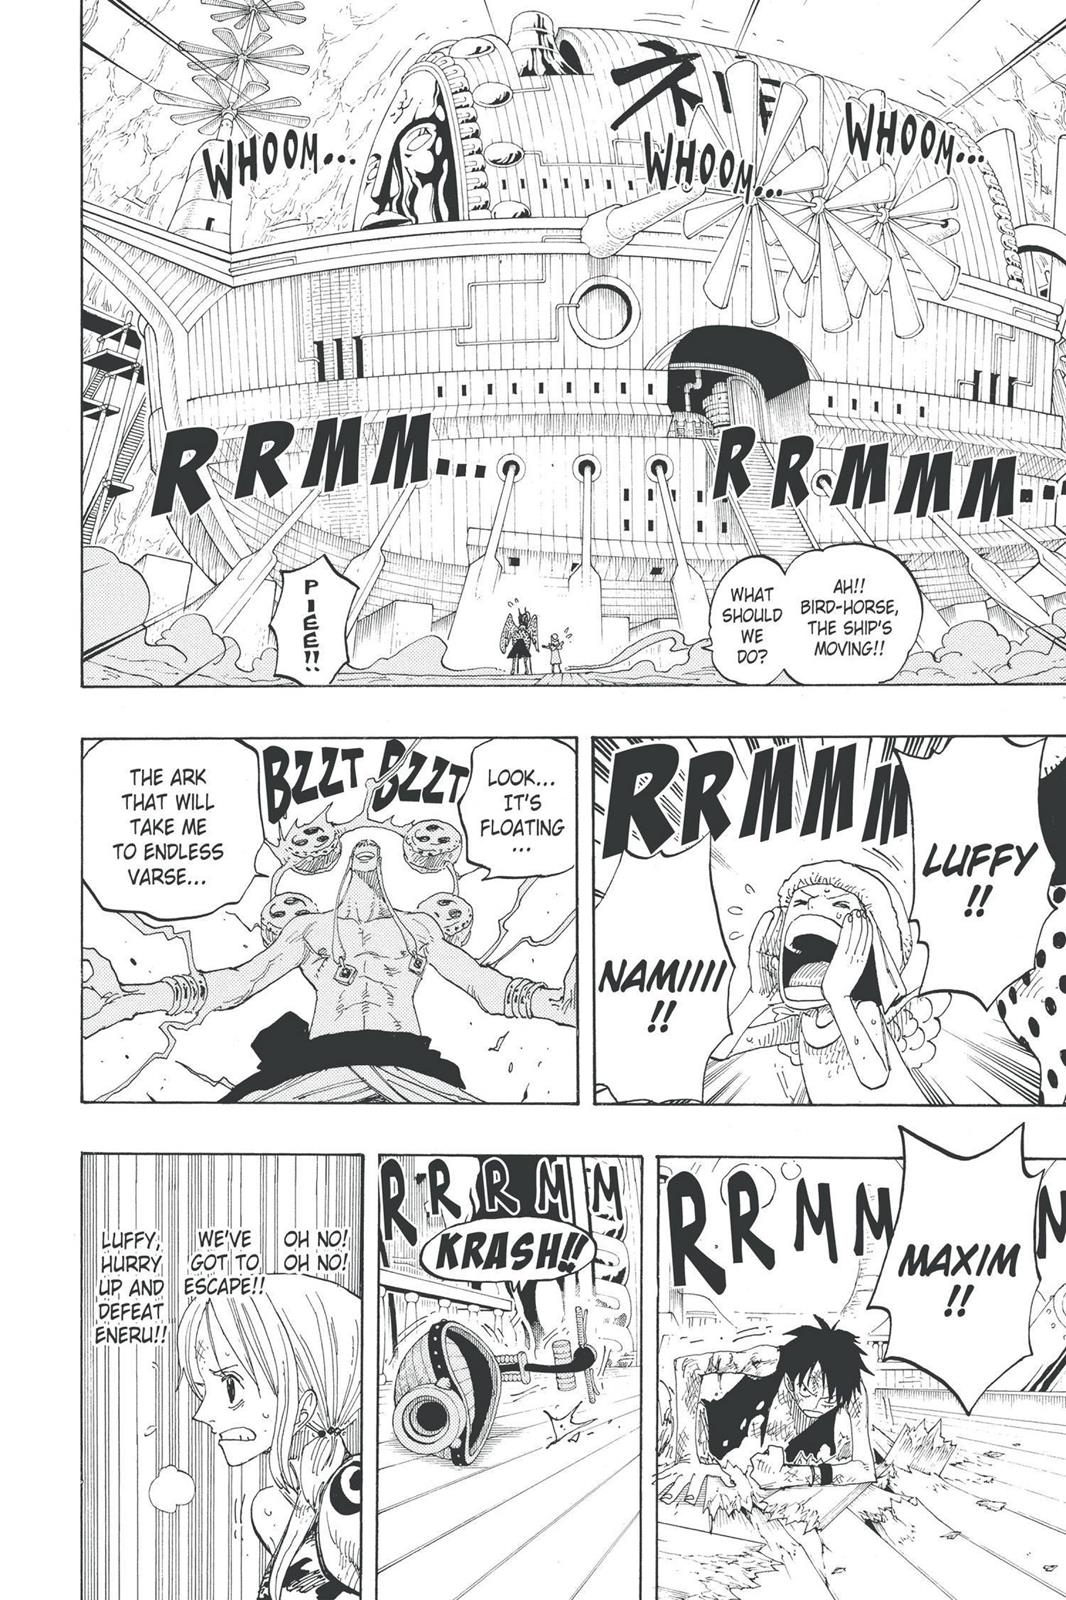 WHOOM...
WHOOM...
WHOOM...
ネ
RRMM...
RRMMM...
AH!!
BIRD-HORSE,
THE SHIP'S
MOVING!!
WHAT
SHOULD
WE
DO?
PIEE!!
RRMMM
LUFFY
!!
NAMIIII
!!
BZZT BZZT
LOOK...
IT'S
FLOATING
...
THE ARK
THAT WILL
TAKE ME
TO ENDLESS
VARSE...
MAXIM
!!
RRMMM
RRRMM
KRASH!!
OH NO!
OH NO!
WE'VE
GOT TO
ESCAPE!!
LUFFY,
HURRY
UP AND
DEFEAT
ENERU!!